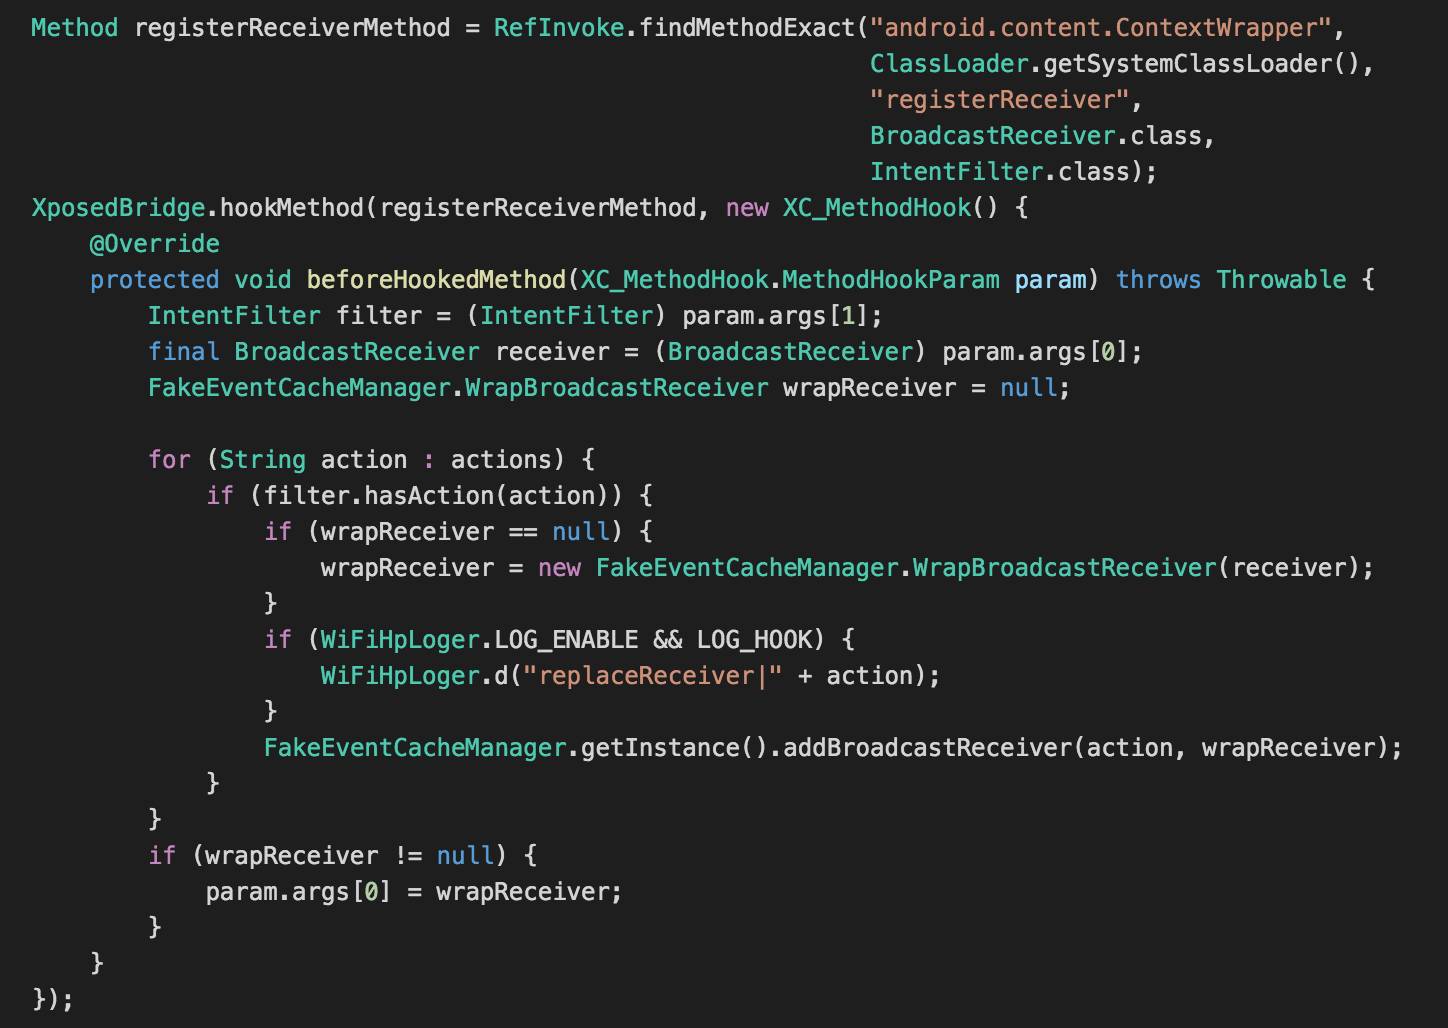 Method registerReceiverMethod = RefInvoke.findMethodExact("android.content.ContextWrapper",
ClassLoader.getSystemClassLoader(),
"registerReceiver",
BroadcastReceiver.class,
IntentFilter.class);
XposedBridge.hookMethod(registerReceiverMethod, new XC_MethodHook() {
@Override
protected void beforeHookedMethod(XC_MethodHook.MethodHookParam param) throws Throwable {
IntentFilter filter = (IntentFilter) param.args[1];
final BroadcastReceiver receiver = (BroadcastReceiver) param.args[0];
FakeEventCacheManager.WrapBroadcastReceiver wrapReceiver = null;
for (String action : actions) {
if (filter.hasAction(action)) {
if (wrapReceiver == null) {
wrapReceiver = new FakeEventCacheManager.WrapBroadcastReceiver(receiver);
}
if (WiFiHpLoger.LOG_ENABLE && LOG_HOOK) {
WiFiHpLoger.d("replaceReceiver|" + action);
}
FakeEventCacheManager.getInstance().addBroadcastReceiver(action, wrapReceiver);
}
}
if (wrapReceiver != null) {
param.args[0] = wrapReceiver;
}
}
});